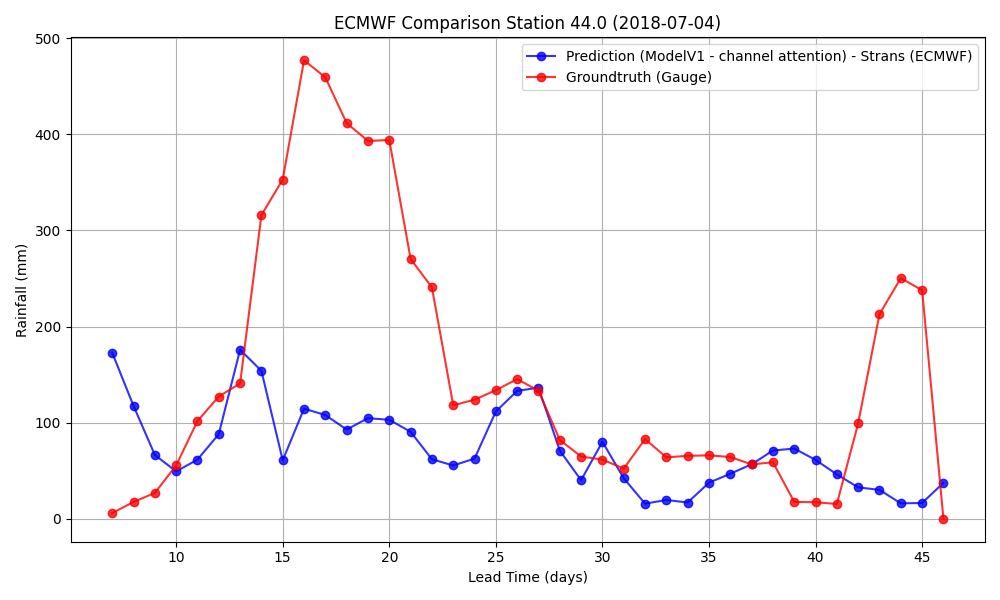 ECMWF Comparison Station 44.0 (2018-07-04)
Prediction (ModelV1 - channel attention) - Strans (ECMWF)
Groundtruth (Gauge)
Rainfall (mm)
500
400
300
200
100
0
10 15 20 25 30 35 40 45
Lead Time (days)